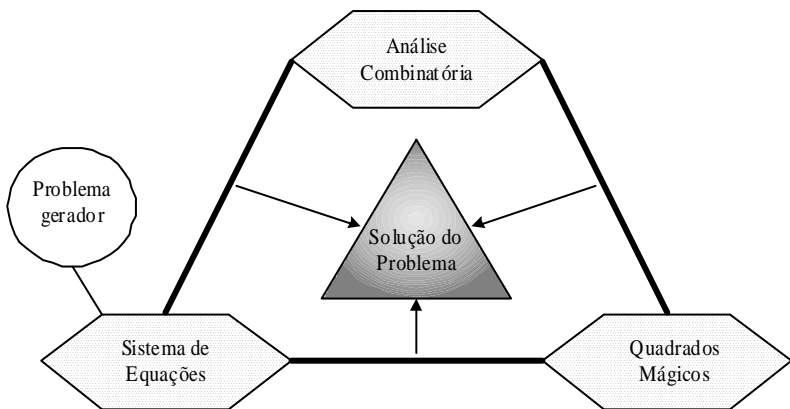 Análise
Combinatória
Problema
gerador
Solução do
Problema
Sistema de
Equações
Quadrados
Mágicos